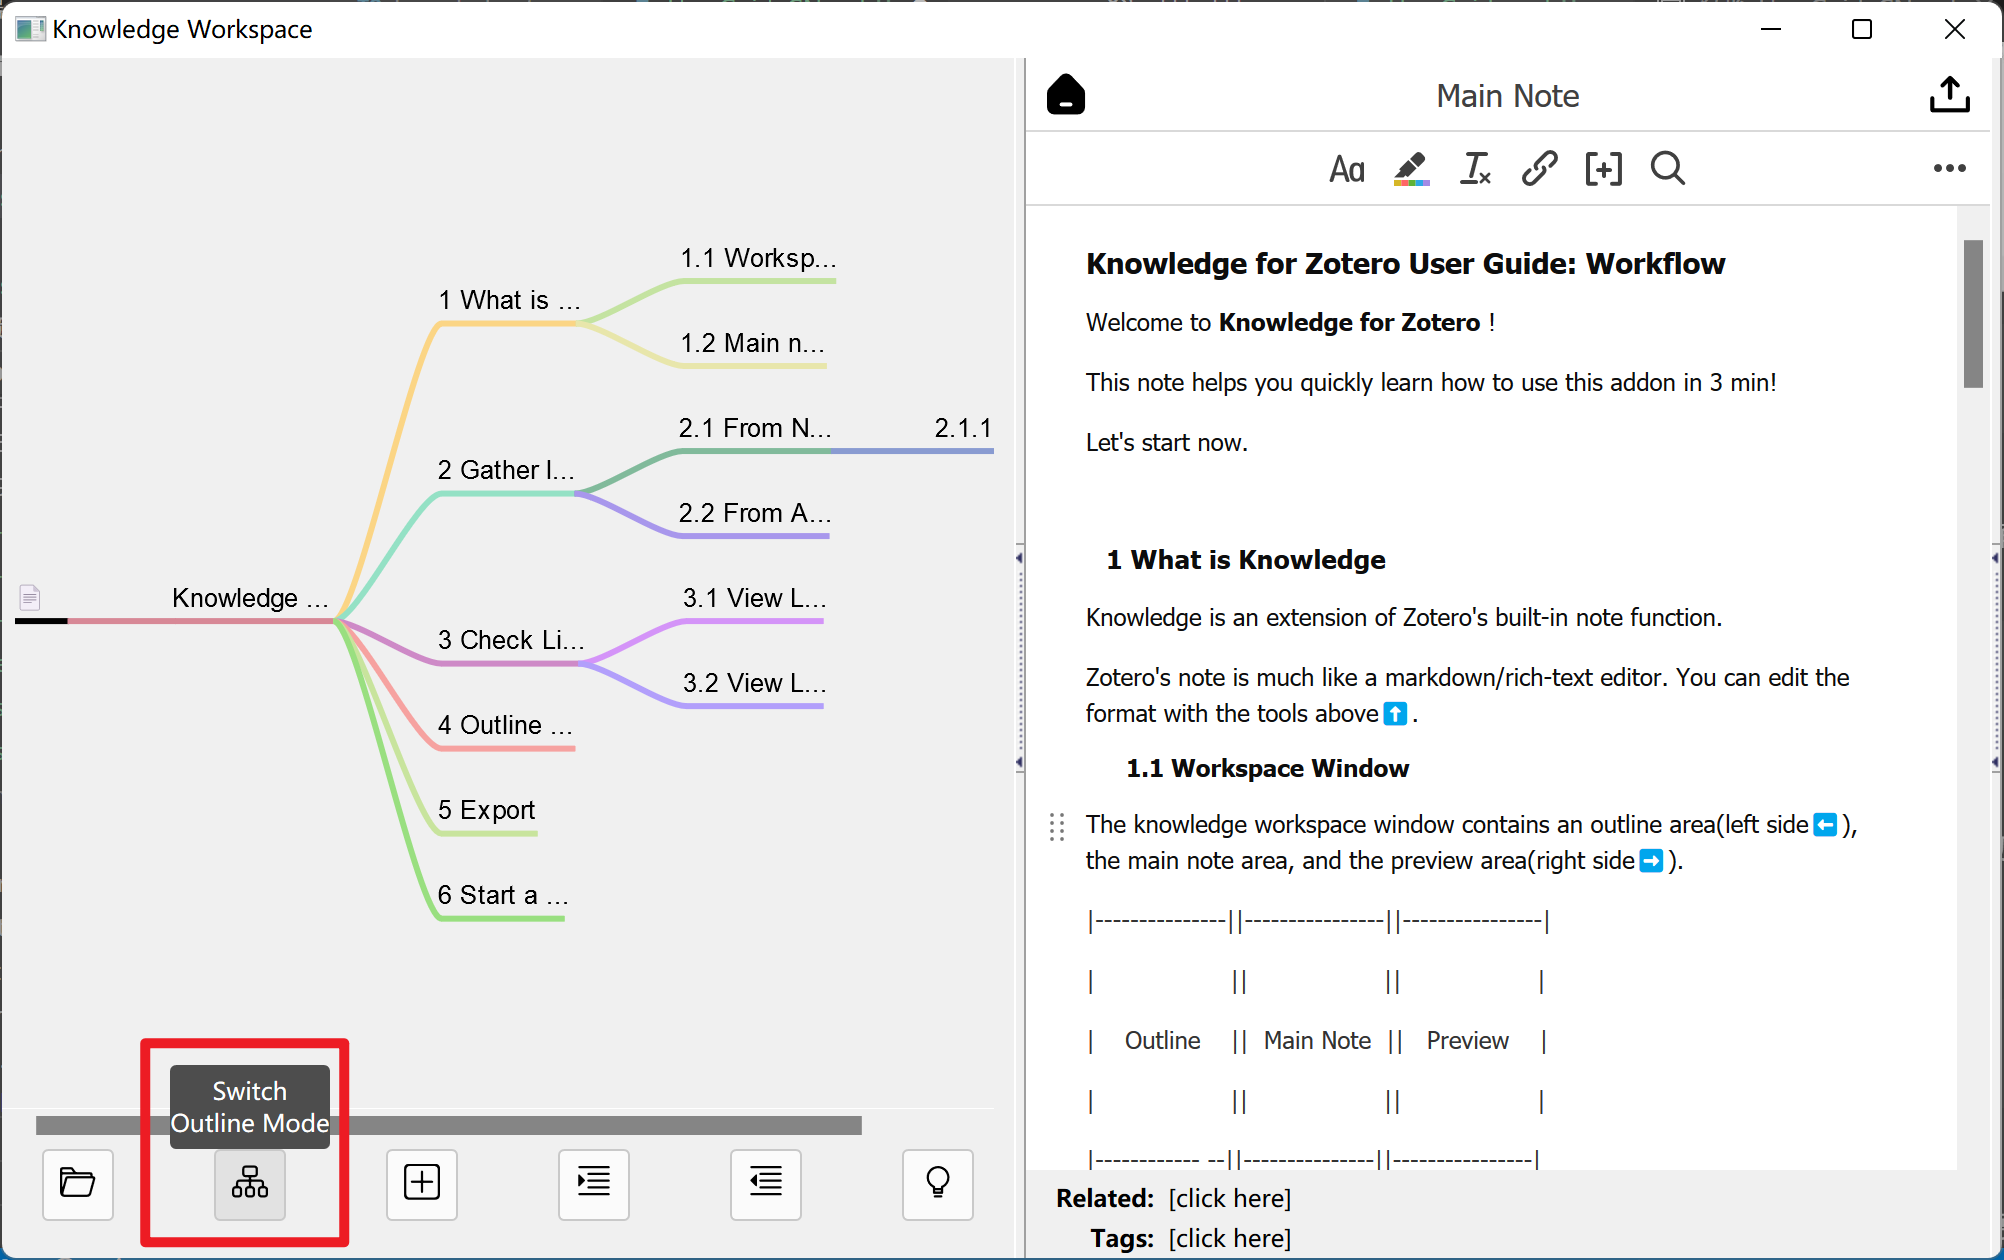 Knowledge Workspace
1.1 Worksp...
1 What is ...
1.2 Main n...
2.1 From N...
2.1.1
2 Gather I...
2.2 From A...
Knowledge ...
3.1 View L...
3 Check Li...
3.2 View L...
4 Outline ...
5 Export
6 Start a ...
Switch
Outline Mode
Main Note
Aa
Knowledge for Zotero User Guide: Workflow
Welcome to Knowledge for Zotero !
This note helps you quickly learn how to use this addon in 3 min!
Let's start now.
1 What is Knowledge
Knowledge is an extension of Zotero's built-in note function.
Zotero's note is much like a markdown/rich-text editor. You can edit the
format with the tools above⬆️ .
1.1 Workspace Window
The knowledge workspace window contains an outline area(left side⬅️ ),
the main note area, and the preview area(right side➡️ ).
|---------------||----------------||----------------|
| || || |
| Outline || Main Note || Preview |
| || || |
|------------ --||---------------||----------------|
Related: [click here]
Tags: [click here]